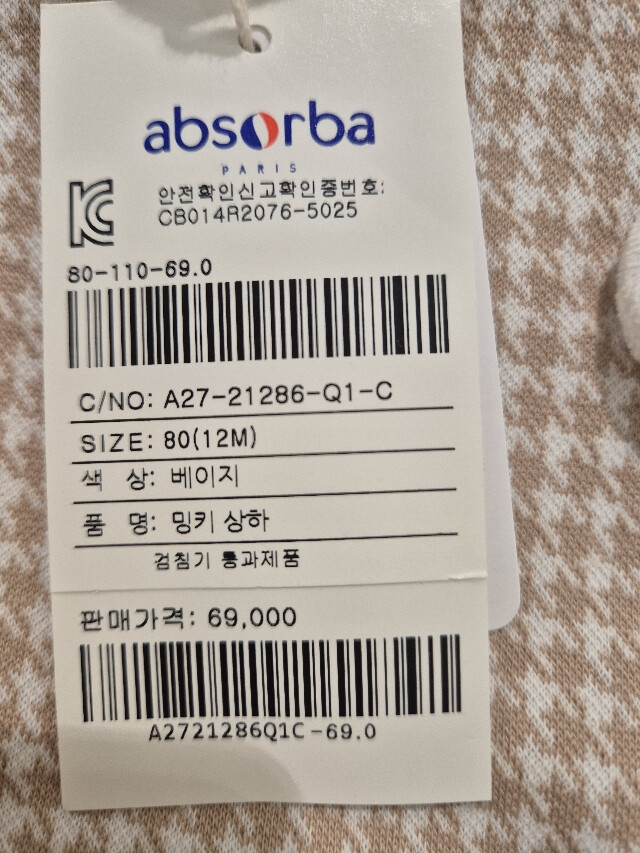 absorba
PARIS
안전확인신고확인증번호:
CB014R2076-5025
80-110-69.0
C/NO: A27-21286-Q1-C
SIZE: 80(12M)
색 상: 베이지
품 명: 밍키 상하
검침기 통과제품
판매가격: 69,000
A2721286Q1C-69.0